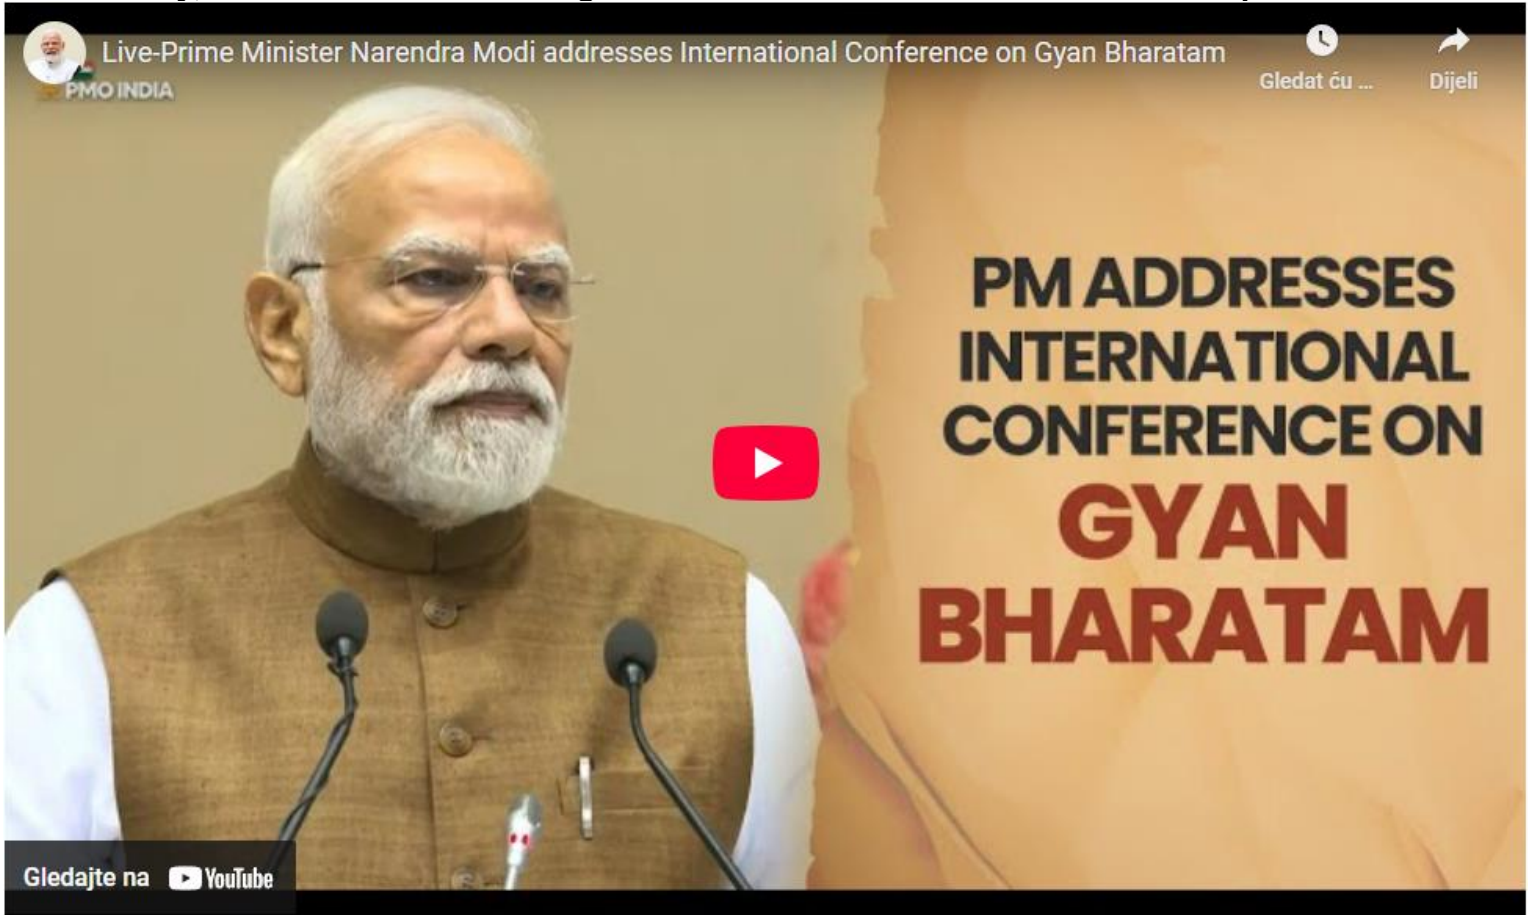 Live-Prime Minister Narendra Modi addresses International Conference on Gyan Bharatam
PMO INDIA
Gledat ću ...
Dijeli
PM ADDRESSES
INTERNATIONAL
CONFERENCE ON
GYAN
BHARATAM
Gledajte na YouTube